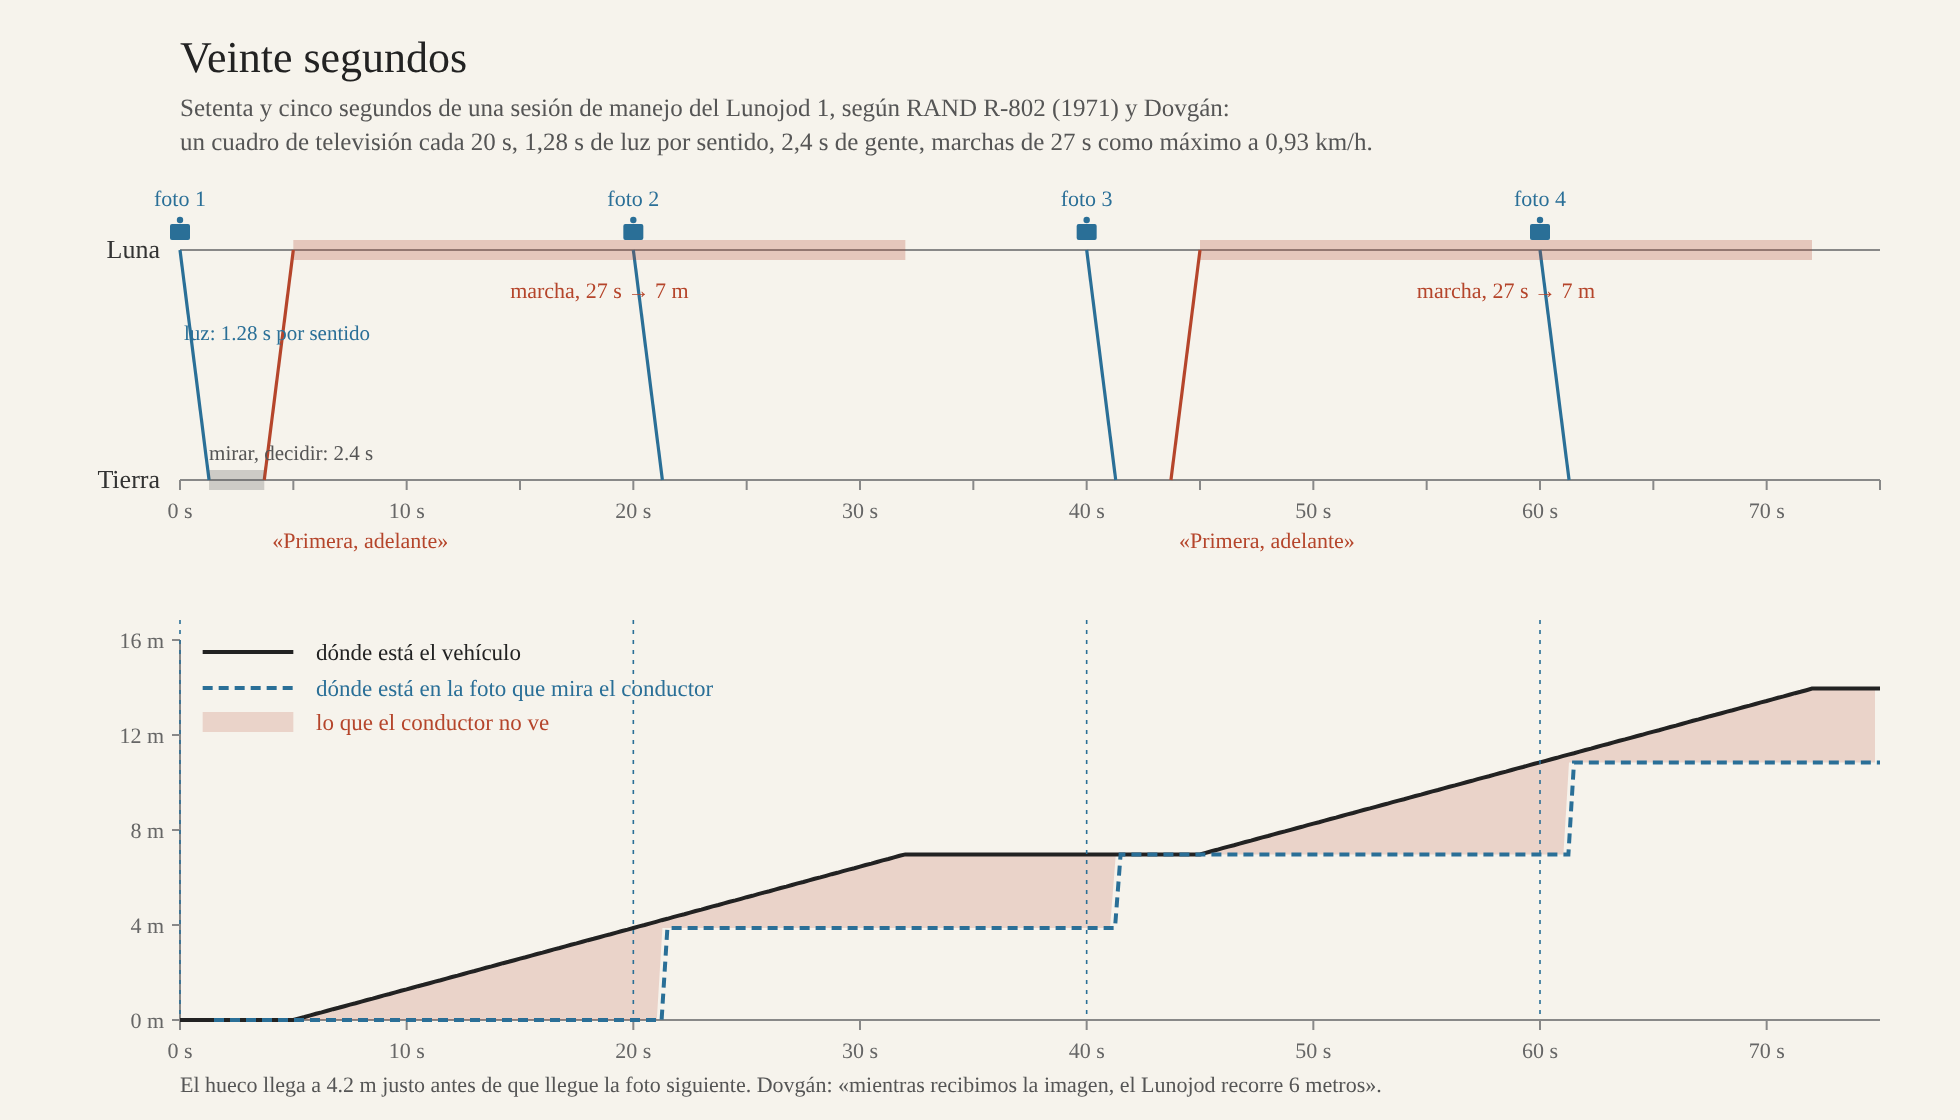 Veinte segundos
Setenta y cinco segundos de una sesión de manejo del Lunojod 1, según RAND R-802 (1971) y Dovgán:
un cuadro de televisión cada 20 s, 1,28 s de luz por sentido, 2,4 s de gente, marchas de 27 s como máximo a 0,93 km/h.
foto 1
foto 2
foto 3
foto 4
Luna
marcha, 27 s → 7 m
marcha, 27 s → 7 m
luz: 1.28 s por sentido
mirar, decidir: 2.4 s
Tierra
0 s
10 s
20 s
30 s
40 s
50 s
60 s
70 s
«Primera, adelante»
«Primera, adelante»
16 m
12 m
8 m
4 m
0 m
dónde está el vehículo
dónde está en la foto que mira el conductor
lo que el conductor no ve
0 s
10 s
20 s
30 s
40 s
50 s
60 s
70 s
El hueco llega a 4.2 m justo antes de que llegue la foto siguiente. Dovgán: «mientras recibimos la imagen, el Lunojod recorre 6 metros».